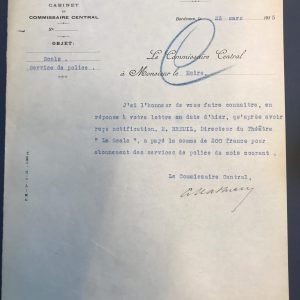 CABINET
DU
COMMISSAIRE CENTRAL
N°
OBJET:
Scala .
Service de police .
Bordeaux, le 23 mars 1915
Le Commissaire Central
à Monsieur le Maire.
J'ai l'honneur de vous faire connaître, en
réponse à votre lettre en date d'hier, qu'après avoir
reçu notification, M. Directeur du Théâtre
" La Scala ", a payé la somme de 200 francs pour
abonnement des services de police du mois courant .
Le Commissaire Central,